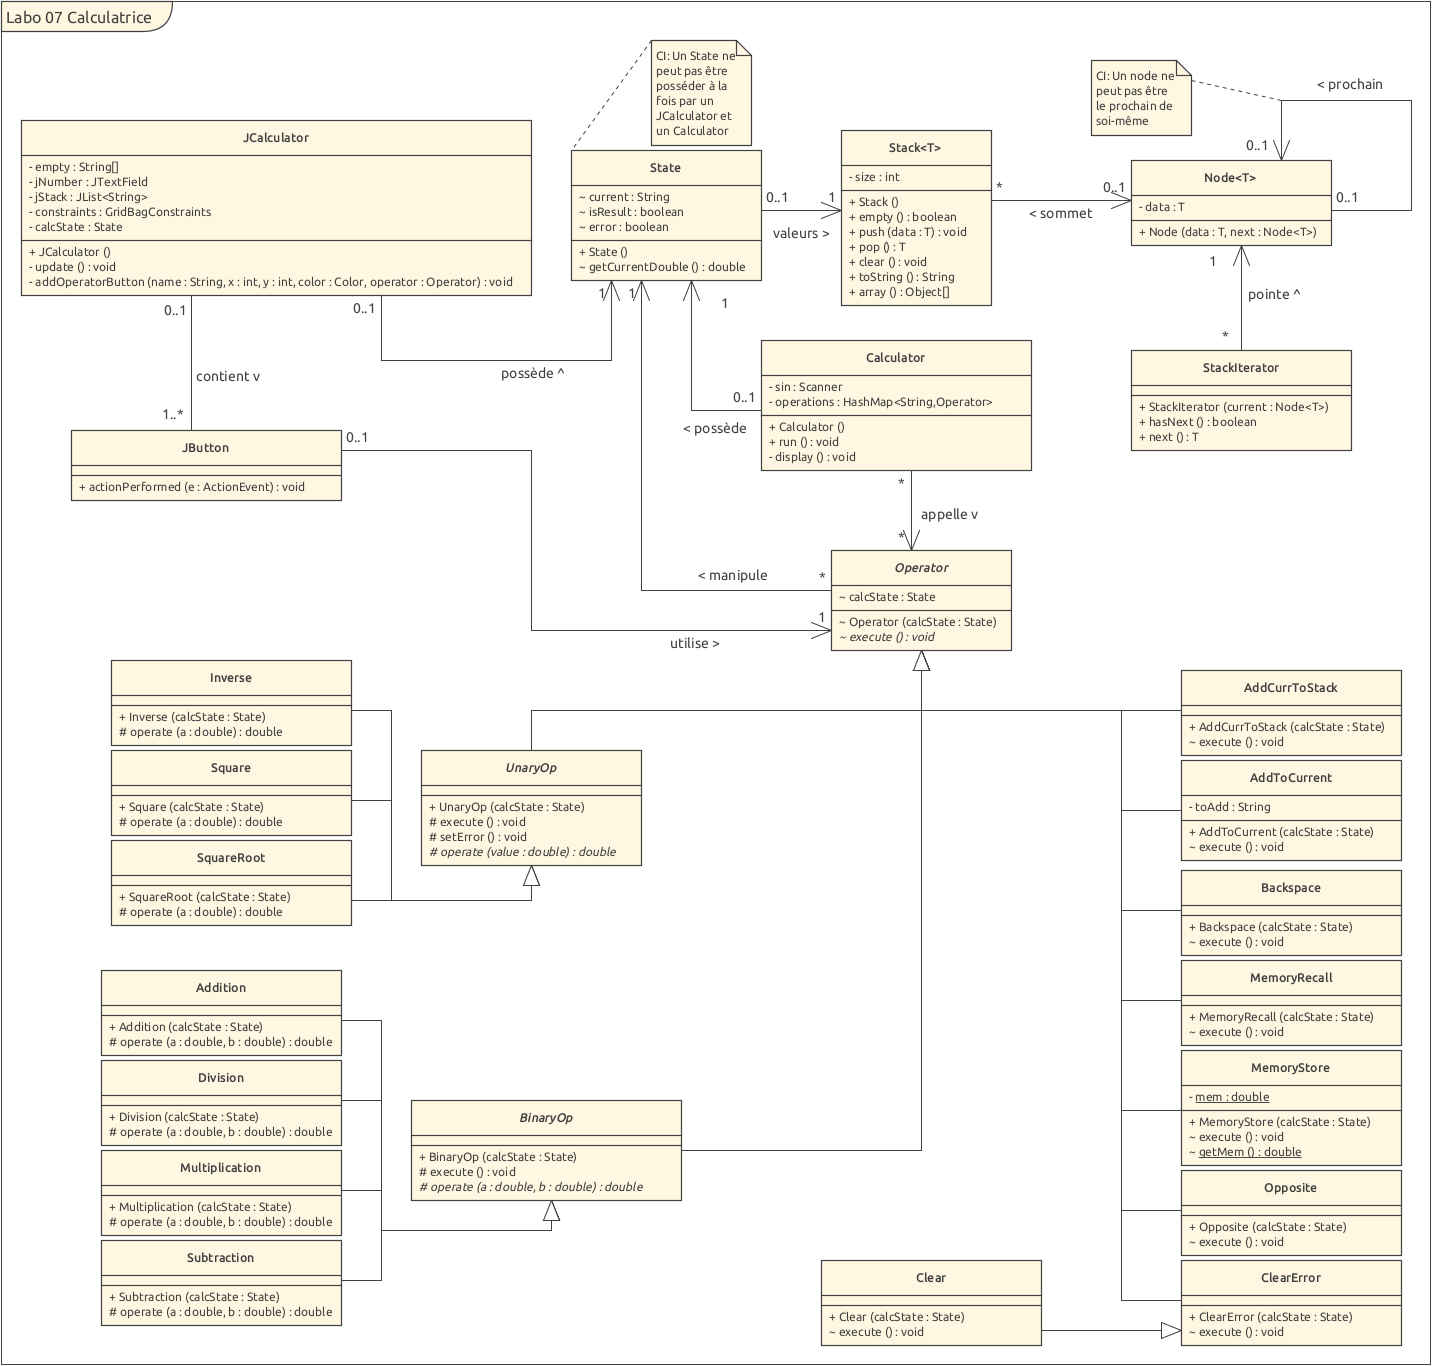 Labo 07 Calculatrice
CI: Un State ne
peut pas être
posséder à la
fois par un
JCalculator et
un Calculator
CI: Un node ne
peut pas être
le prochain de
soi-même
< prochain
0..1
0..1
JCalculator
- empty : String[]
- jNumber : JTextField
- jStack : JList<String>
- constraints : GridBagConstraints
- calcState : State
+ JCalculator ()
- update () : void
- addOperatorButton (name : String, x : int, y : int, color : Color, operator : Operator) : void
State
~ current : String
~ isResult : boolean
~ error : boolean
+ State ()
~ getCurrentDouble () : double
0..1
1
valeurs >
Stack<T>
- size : int
+ Stack ()
+ empty () : boolean
+ push (data : T) : void
+ pop () : T
+ clear () : void
+ toString () : String
+ array () : Object[]
*
0..1
< sommet
Node<T>
- data : T
+ Node (data : T, next : Node<T>)
1
pointe ^
*
StackIterator
+ StackIterator (current : Node<T>)
+ hasNext () : boolean
+ next () : T
0..1
contient v
1..*
0..1
1
possède ^
1
1
0..1
< possède
Calculator
- sin : Scanner
- operations : HashMap<String,Operator>
+ Calculator ()
+ run () : void
- display () : void
JButton
+ actionPerformed (e : ActionEvent) : void
0..1
*
appelle v
*
< manipule
*
1
utilise >
Operator
~ calcState : State
~ Operator (calcState : State)
~ execute () : void
Inverse
+ Inverse (calcState : State)
# operate (a : double) : double
Square
+ Square (calcState : State)
# operate (a : double) : double
SquareRoot
+ SquareRoot (calcState : State)
# operate (a : double) : double
UnaryOp
+ UnaryOp (calcState : State)
# execute () : void
# setError () : void
# operate (value : double) : double
Addition
+ Addition (calcState : State)
# operate (a : double, b : double) : double
Division
+ Division (calcState : State)
# operate (a : double, b : double) : double
Multiplication
+ Multiplication (calcState : State)
# operate (a : double, b : double) : double
Subtraction
+ Subtraction (calcState : State)
# operate (a : double, b : double) : double
BinaryOp
+ BinaryOp (calcState : State)
# execute () : void
# operate (a : double, b : double) : double
AddCurrToStack
+ AddCurrToStack (calcState : State)
~ execute () : void
AddToCurrent
- toAdd : String
+ AddToCurrent (calcState : State)
~ execute () : void
Backspace
+ Backspace (calcState : State)
~ execute () : void
MemoryRecall
+ MemoryRecall (calcState : State)
~ execute () : void
MemoryStore
- mem : double
+ MemoryStore (calcState : State)
~ execute () : void
~ getMem () : double
Opposite
+ Opposite (calcState : State)
~ execute () : void
Clear
+ Clear (calcState : State)
~ execute () : void
ClearError
+ ClearError (calcState : State)
~ execute () : void